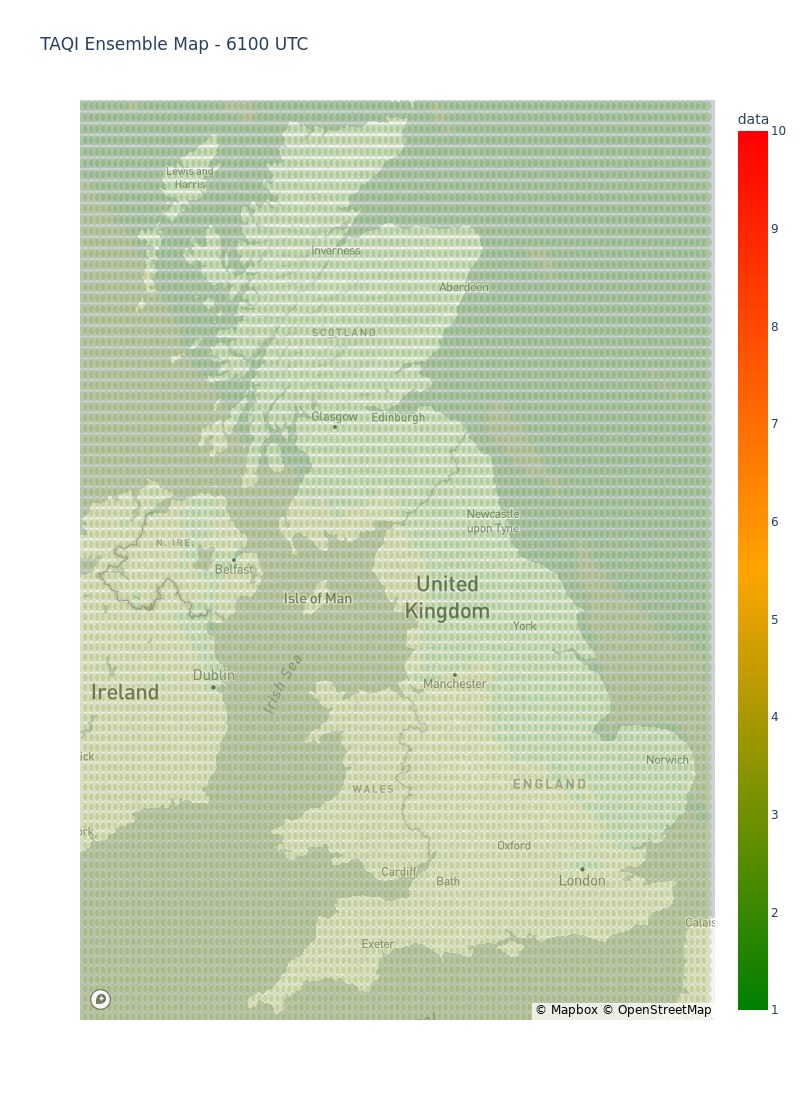 TAQI Ensemble Map - 6100 UTC
data
10
9
8
7
6
5
4
3
2
1
Lewis and
Harris
Inverness
Aberdeen
SCOTLAND
Glasgow
Edinburgh
Newcastle
upon Tyne
N. IRE.
Belfast
United
Kingdom
Isle of Man
York
Irish Sea
Dublin
Manchester
Ireland
ick
Norwich
WALES
ENGLAND
ork
Oxford
Cardiff
Bath
London
Calais
Exeter
© Mapbox © OpenStreetMap